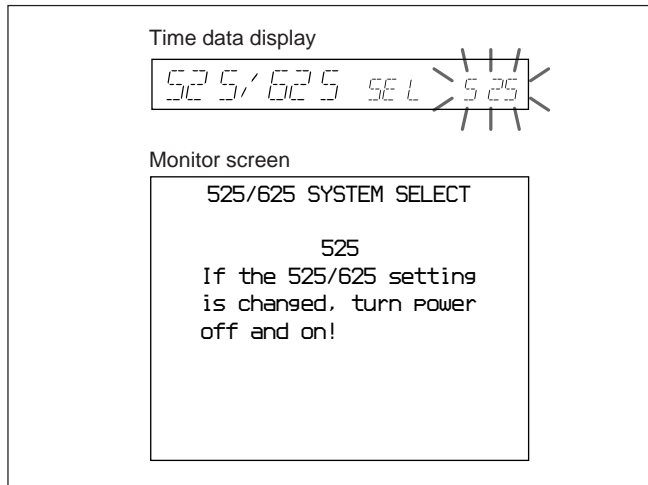 Time data display
525/625 SEL 525
Monitor screen
525/625 SYSTEM SELECT
525
If the 525/625 setting
is changed, turn power
off and on!